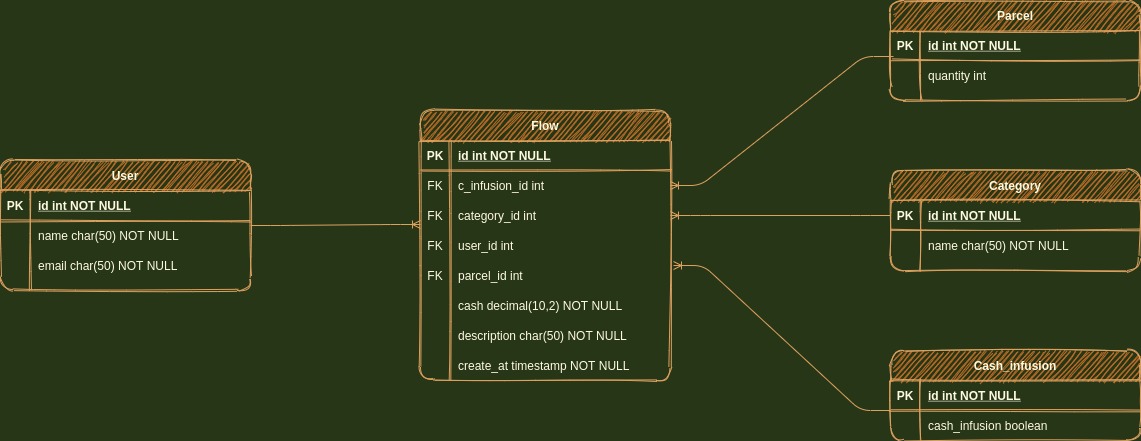 User
PK id int NOT NULL
name char(50) NOT NULL
email char(50) NOT NULL
Flow
PK id int NOT NULL
FK c_infusion_id int
FK category_id int
FK user_id int
FK parcel_id int
cash decimal(10,2) NOT NULL
description char(50) NOT NULL
create_at timestamp NOT NULL
Parcel
PK id int NOT NULL
quantity int
Category
PK id int NOT NULL
name char(50) NOT NULL
Cash_infusion
PK id int NOT NULL
cash_infusion boolean